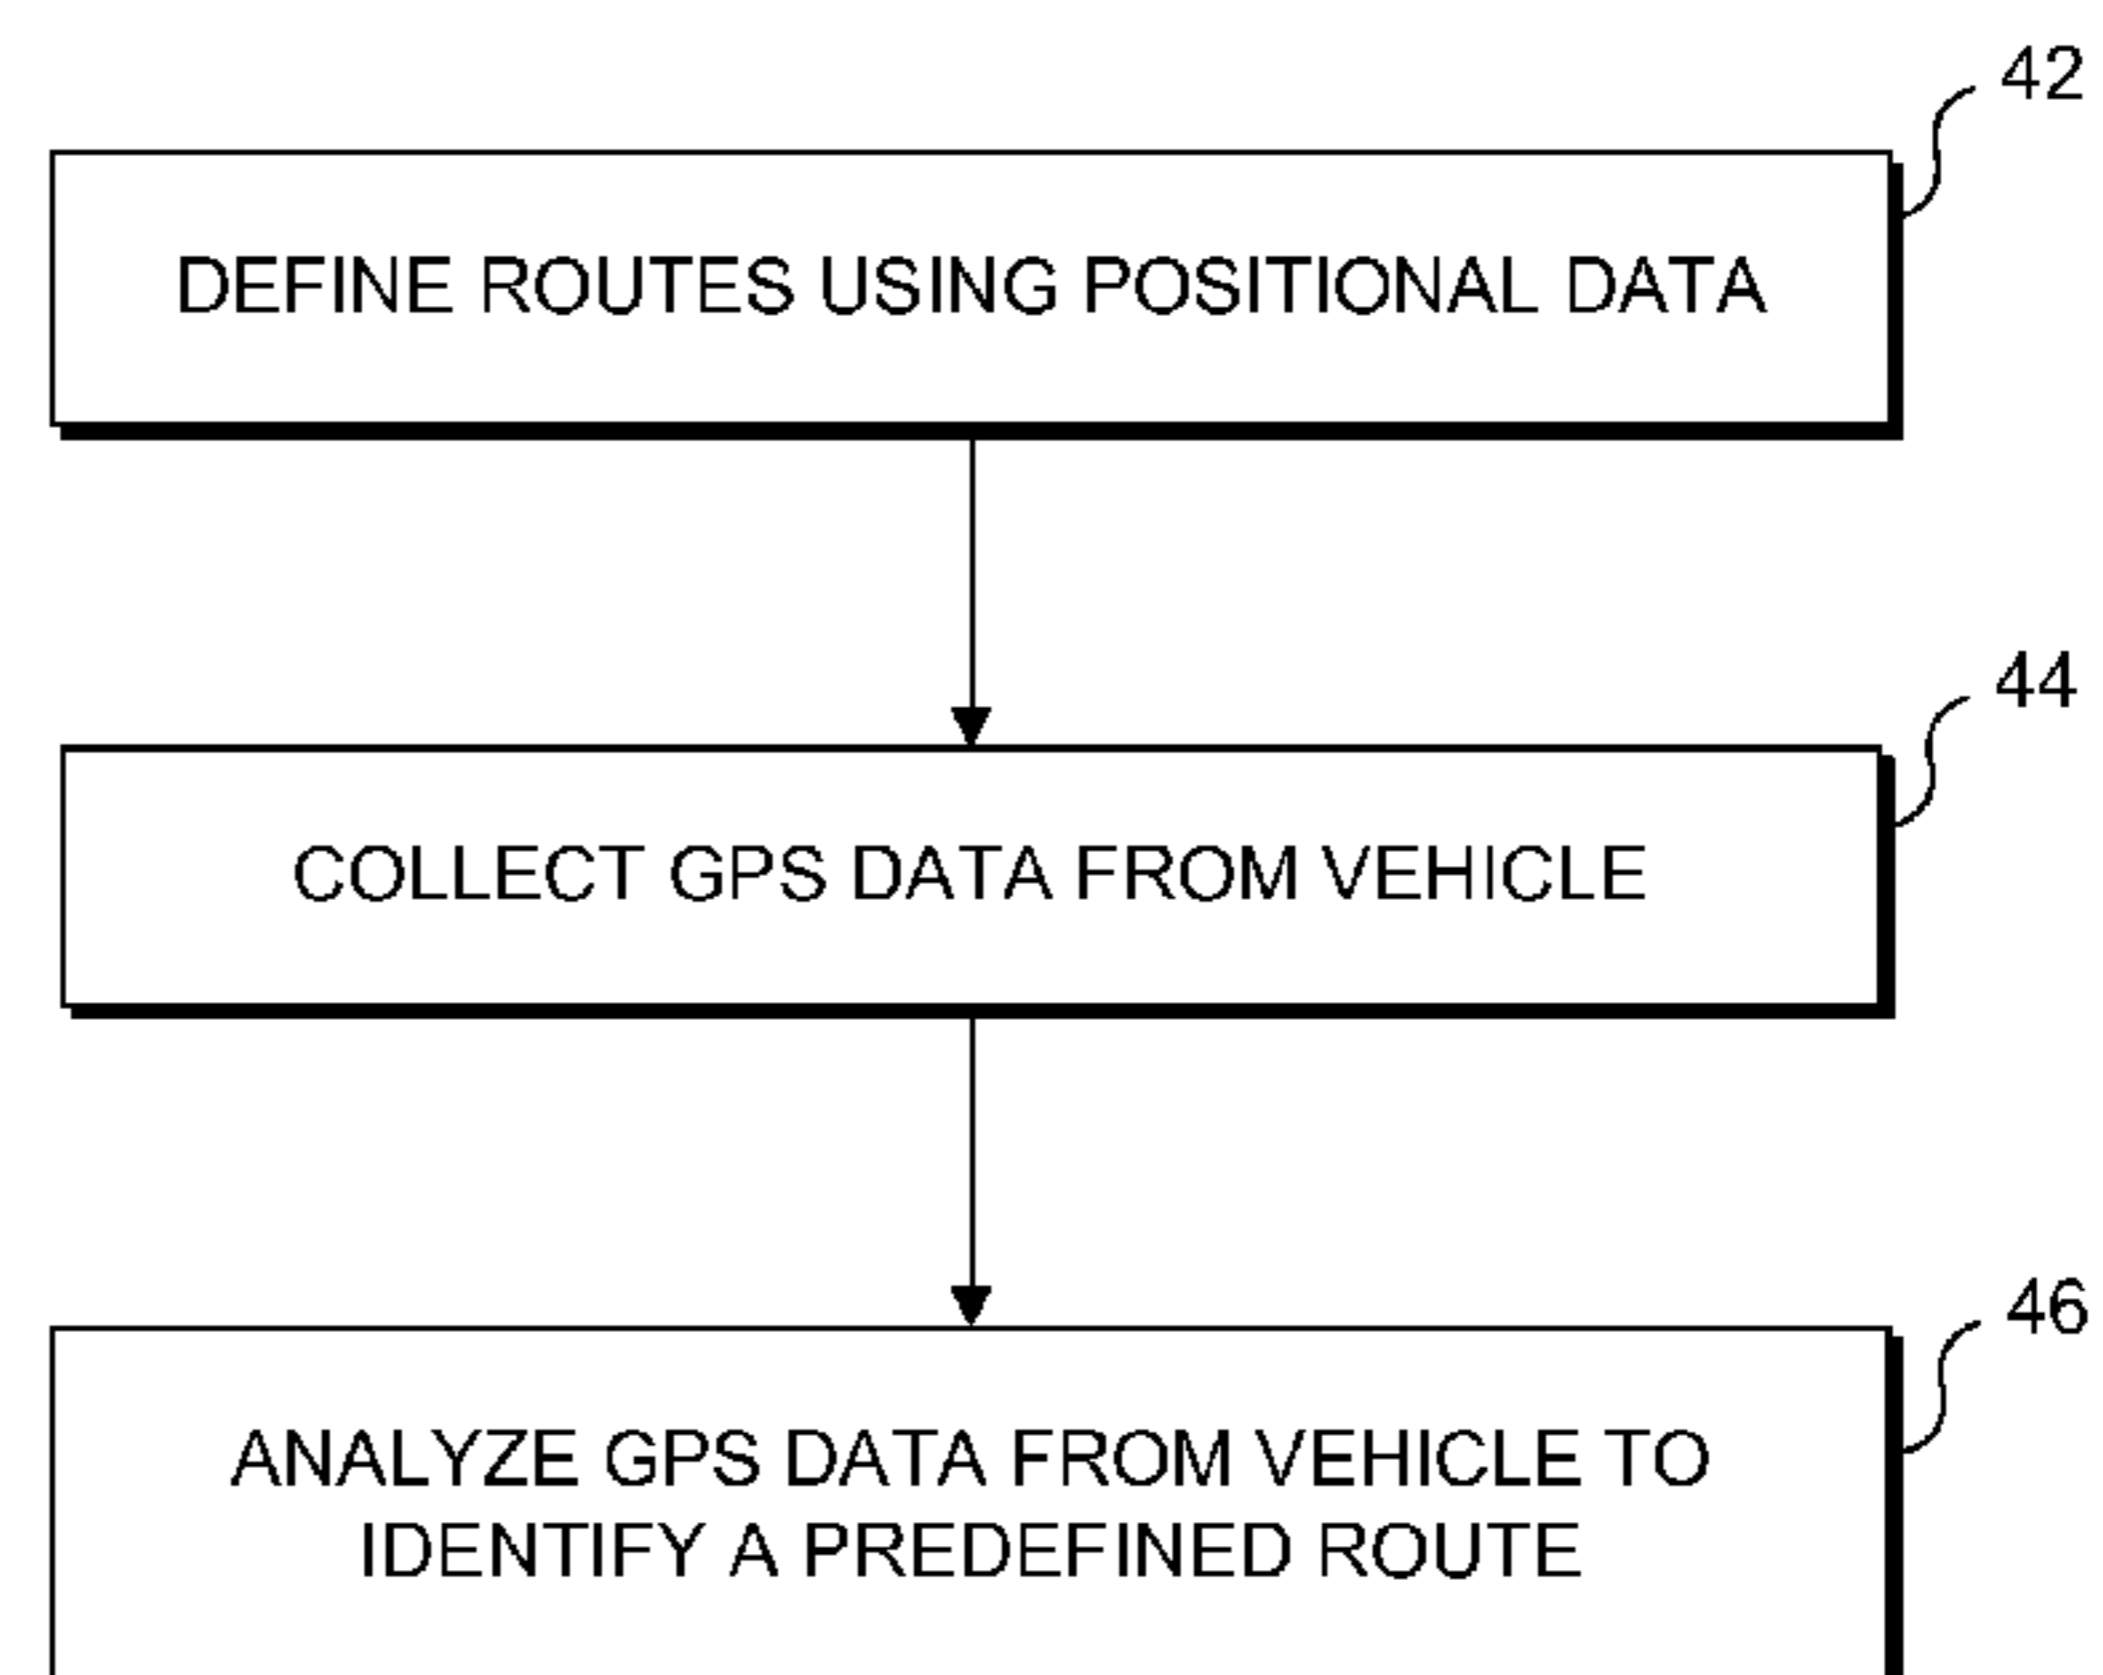 42
DEFINE ROUTES USING POSITIONAL DATA
44
COLLECT GPS DATA FROM VEHICLE
46
ANALYZE GPS DATA FROM VEHICLE TO
IDENTIFY A PREDEFINED ROUTE